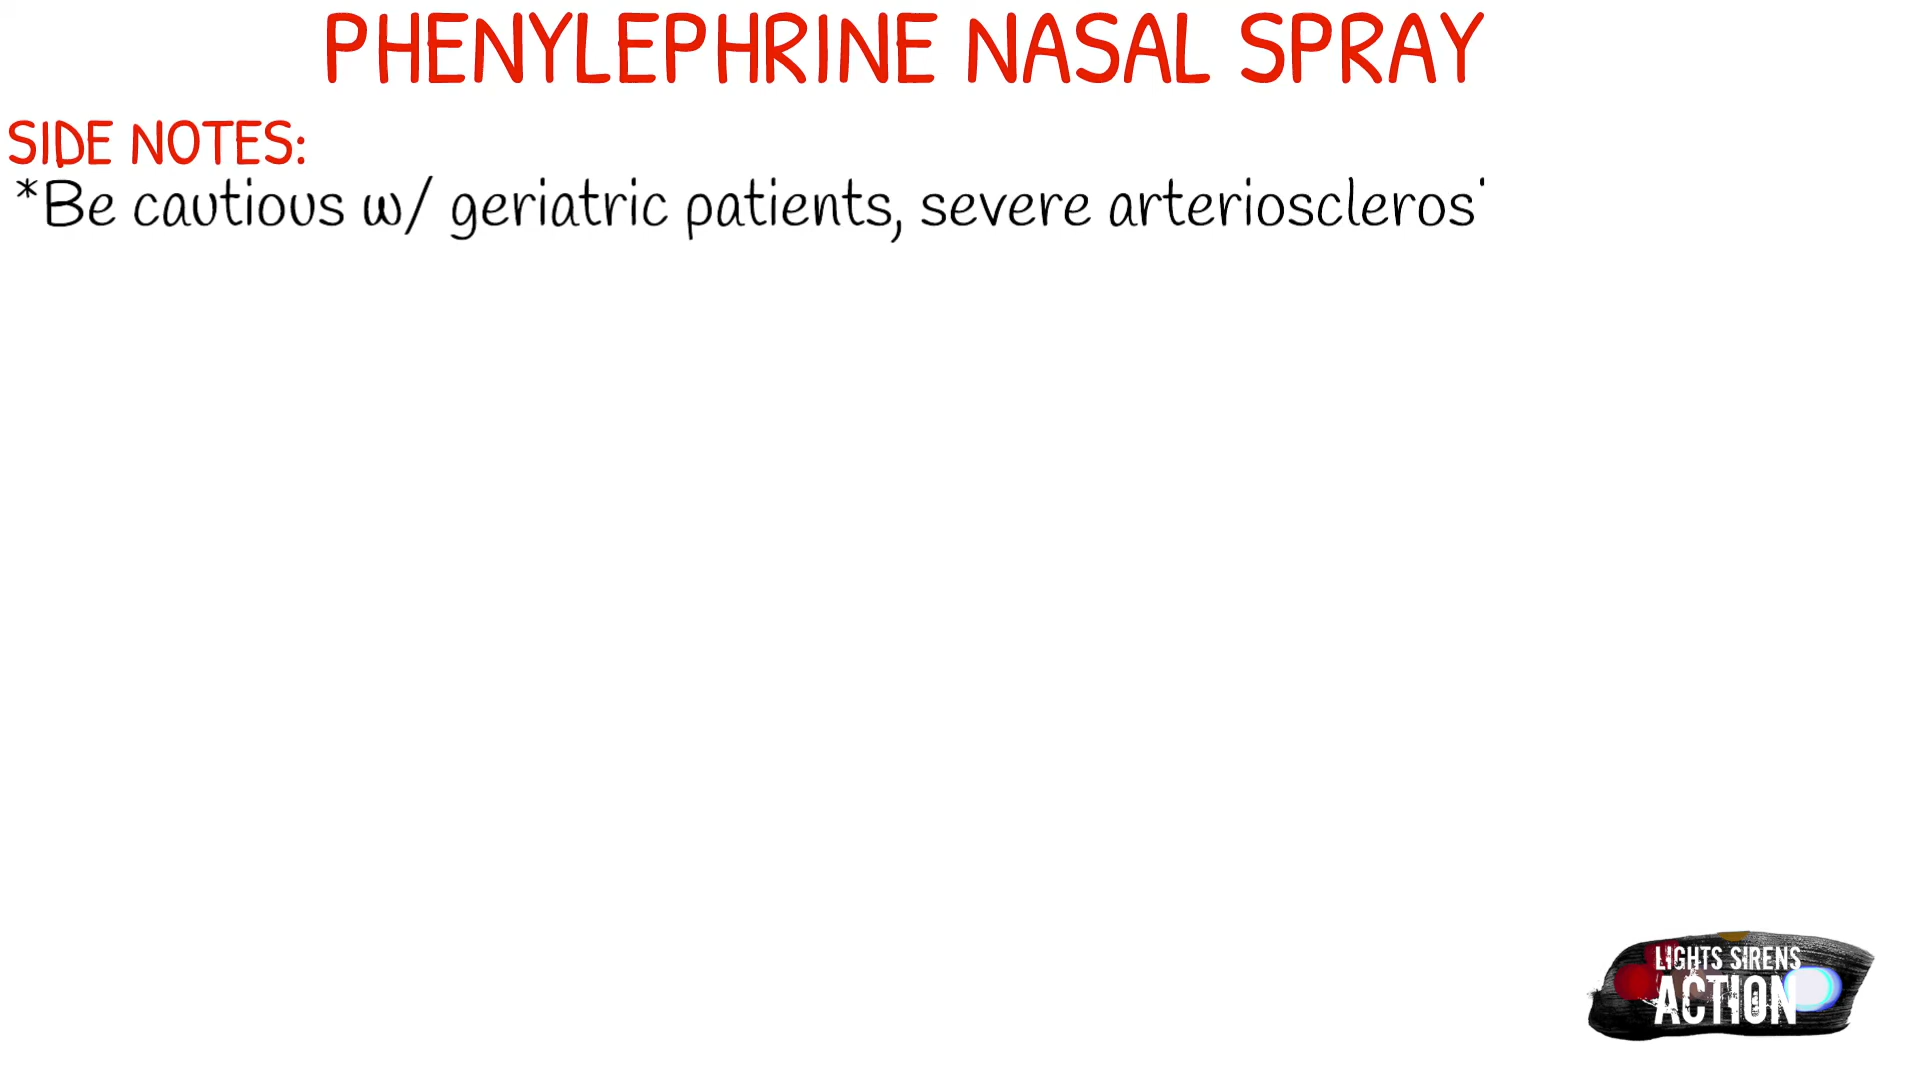 PHENYLEPHRINE NASAL SPRAY
SIDE NOTES:
*Be cautious w/ geriatric patients, severe arterioscleros
LIGHTS SIRENS
ACTION